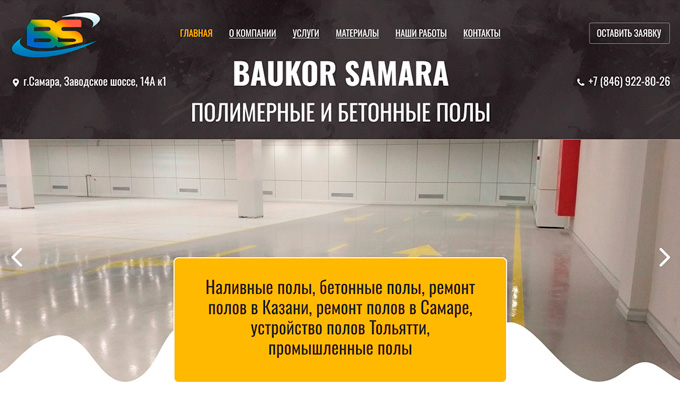 BS
ГЛАВНАЯ О КОМПАНИИ УСЛУГИ МАТЕРИАЛЫ НАШИ РАБОТЫ КОНТАКТЫ
ОСТАВИТЬ ЗАЯВКУ
г.Самара, Заводское шоссе, 14А к1
+7 (846) 922-80-26
BAUKOR SAMARA
ПОЛИМЕРНЫЕ И БЕТОННЫЕ ПОЛЫ
Наливные полы, бетонные полы, ремонт
полов в Казани, ремонт полов в Самаре,
устройство полов Тольятти,
промышленные полы